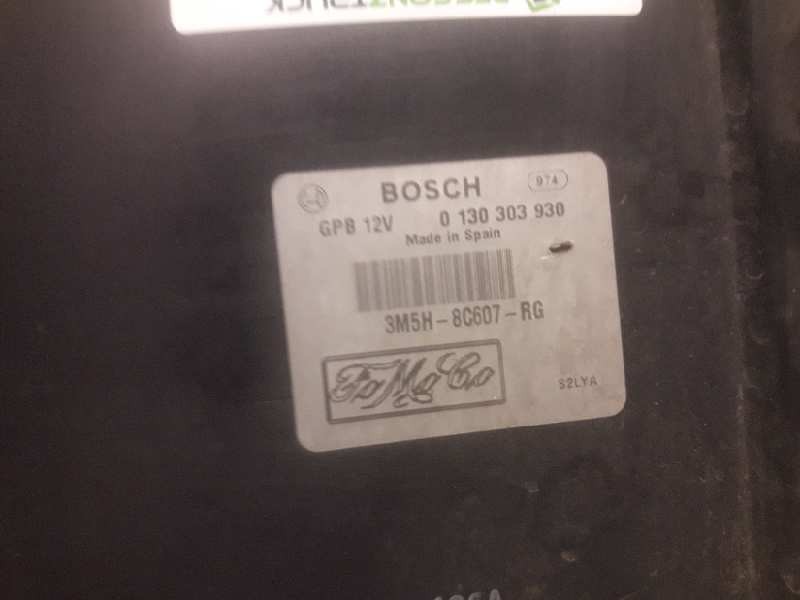 BOSCH
974
GPB 12V 0 130 303 930
Made in Spain
3M5H-8C607-RG
FoMoCo
S2LYA